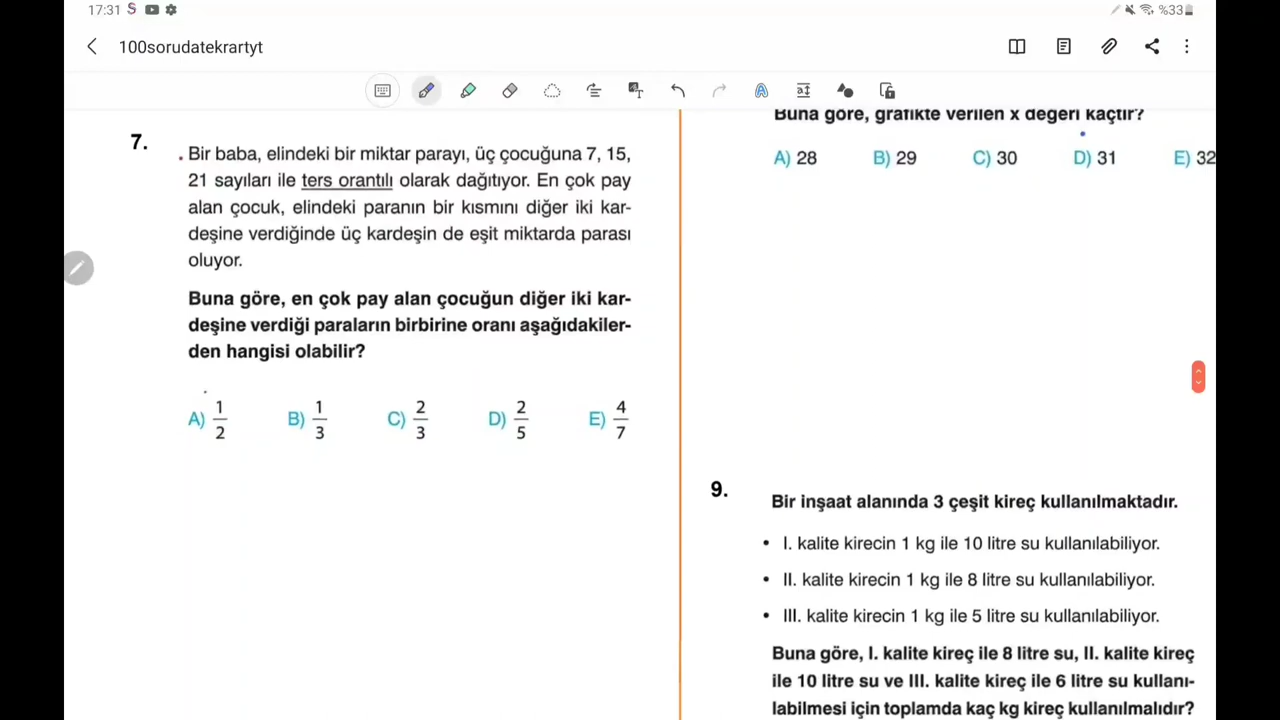 17:31 S
%33
100sorudatekrartyt
7.
Bir baba, elindeki bir miktar parayı, üç çocuğuna 7, 15,
21 sayıları ile ters orantılı olarak dağıtıyor. En çok pay
alan çocuk, elindeki paranın bir kısmını diğer iki kar-
deşine verdiğinde üç kardeşin de eşit miktarda parası
oluyor.
Buna göre, en çok pay alan çocuğun diğer iki kar-
deşine verdiği paraların birbirine oranı aşağıdakiler-
den hangisi olabilir?
A) 1/2 B) 1/3 C) 2/3 D) 2/5 E) 4/7
Buna göre, grafikte verilen x değeri kaçtır?
A) 28 B) 29 C) 30 D) 31 E) 32
9.
Bir inşaat alanında 3 çeşit kireç kullanılmaktadır.
• I. kalite kirecin 1 kg ile 10 litre su kullanılabiliyor.
• II. kalite kirecin 1 kg ile 8 litre su kullanılabiliyor.
• III. kalite kirecin 1 kg ile 5 litre su kullanılabiliyor.
Buna göre, I. kalite kireç ile 8 litre su, II. kalite kireç
ile 10 litre su ve III. kalite kireç ile 6 litre su kullanı-
labilmesi için toplamda kaç kg kireç kullanılmalıdır?